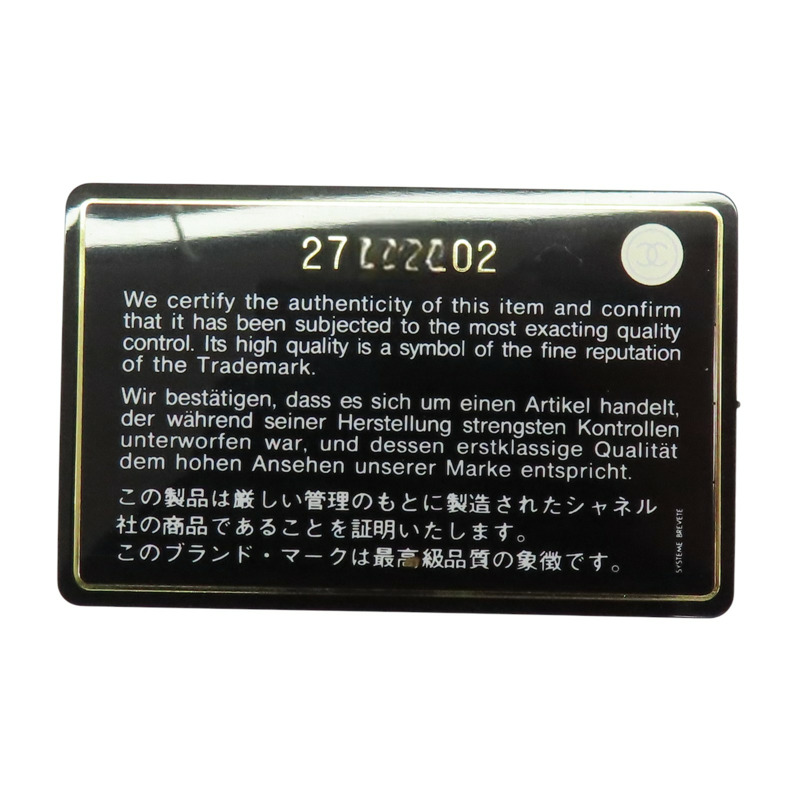 27 02
We certify the authenticity of this item and confirm
that it has been subjected to the most exacting quality
control. Its high quality is a symbol of the fine reputation
of the Trademark.
Wir bestätigen, dass es sich um einen Artikel handelt,
der während seiner Herstellung strengsten Kontrollen
unterworfen war, und dessen erstklassige Qualität
dem hohen Ansehen unserer Marke entspricht.
この製品は厳しい管理のもとに製造されたシャネル
社の商品であることを証明いたします。
このブランド・マークは最高級品質の象徴です。
SYSTEME BREVETE